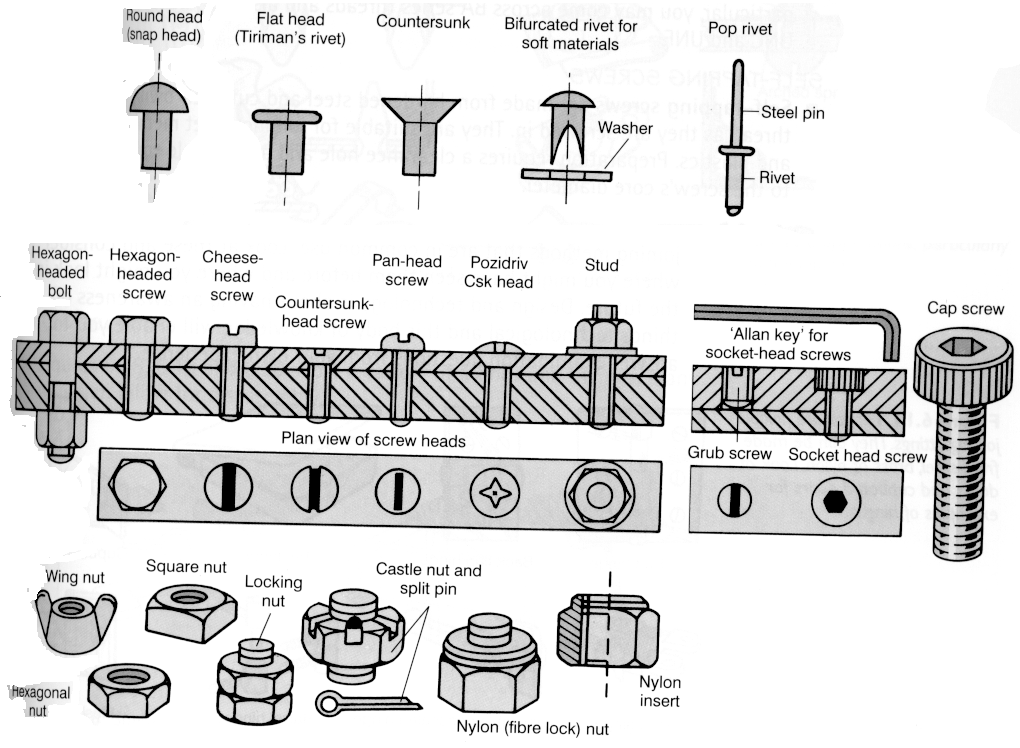 Round head
(snap head)
Flat head
(Tiriman's rivet)
Countersunk
Bifurcated rivet for
soft materials
Pop rivet
Washer
Steel pin
Rivet
Hexagon-
headed
bolt
Hexagon-
headed
screw
Cheese-
head
screw
Countersunk-
head screw
Pan-head
screw
Pozidriv
Csk head
Stud
'Allan key' for
socket-head screws
Cap screw
Plan view of screw heads
Grub screw
Socket head screw
Wing nut
Square nut
Locking
nut
Castle nut and
split pin
Hexagonal
nut
Nylon (fibre lock) nut
Nylon
insert